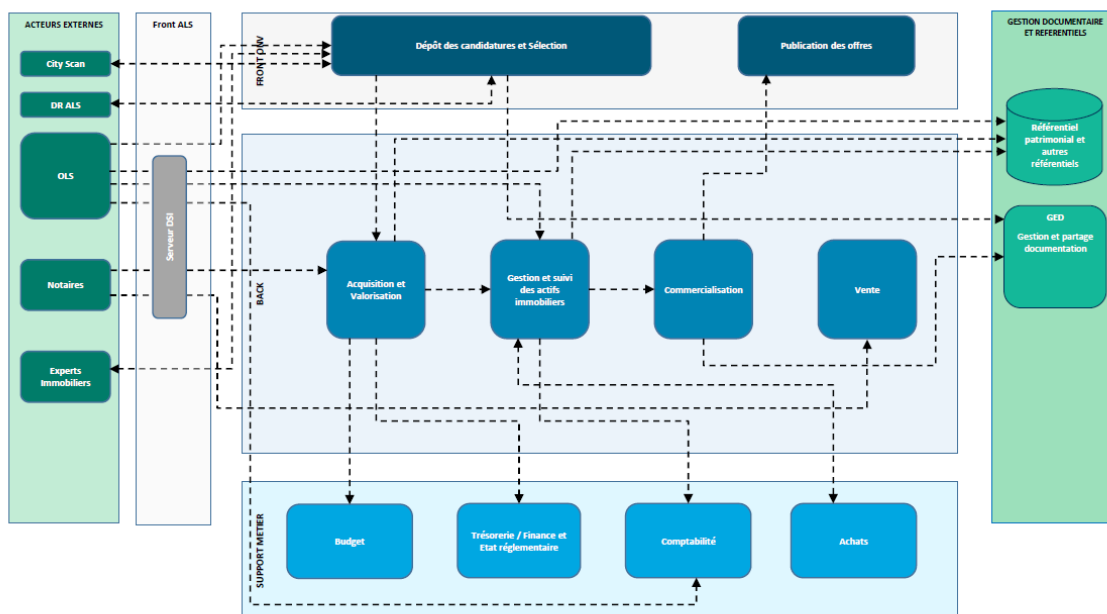 ACTEURS EXTERNES
City Scan
DR ALS
OLS
Notaires
Experts
Immobiliers
Front ALS
Serveur DSI
FRONT ONV
Dépôt des candidatures et Sélection
Publication des offres
BACK
Acquisition et
Valorisation
Gestion et suivi
des actifs
immobiliers
Commercialisation
Vente
SUPPORT METIER
Budget
Trésorerie / Finance et
Etat réglementaire
Comptabilité
Achats
GESTION DOCUMENTAIRE
ET REFERENTIELS
Référentiel
patrimonial et
autres
référentiels
GED
Gestion et partage
documentation